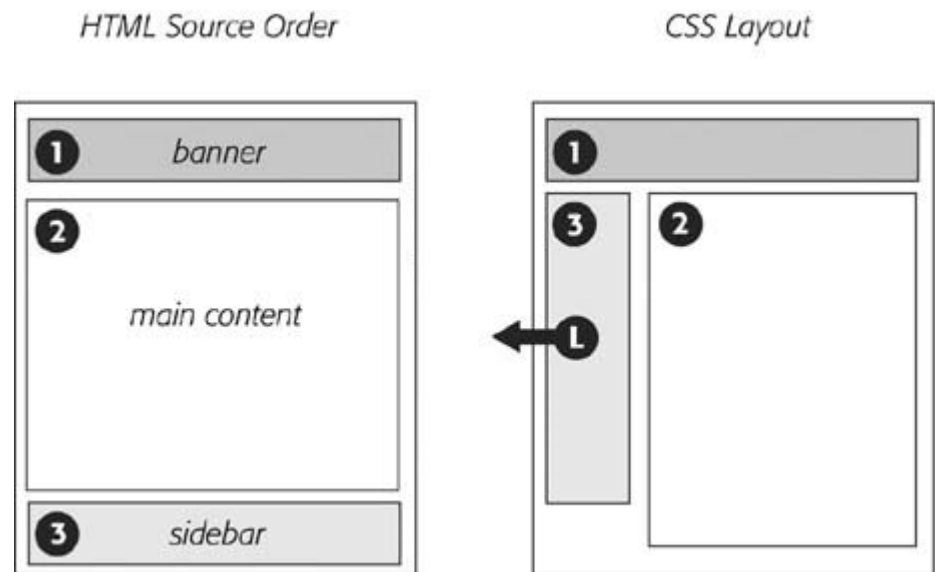 HTML Source Order
CSS Layout
1 banner
1
2
3
2
main content
L
3 sidebar